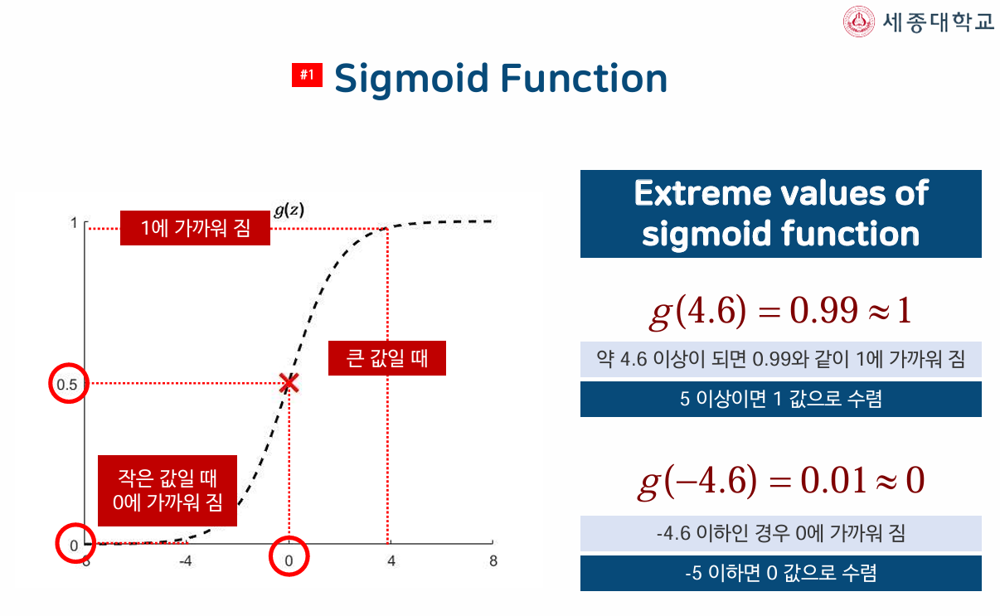 세종대학교
#1 Sigmoid Function
Extreme values of
sigmoid function
g(z)
1
1에 가까워 짐
큰 값일 때
0.5
작은 값일 때
0에 가까워 짐
0
-4
0
4
8
g(4.6) = 0.99 ≈ 1
약 4.6 이상이 되면 0.99와 같이 1에 가까워 짐
5 이상이면 1 값으로 수렴
g(−4.6) = 0.01 ≈ 0
-4.6 이하인 경우 0에 가까워 짐
-5 이하면 0 값으로 수렴